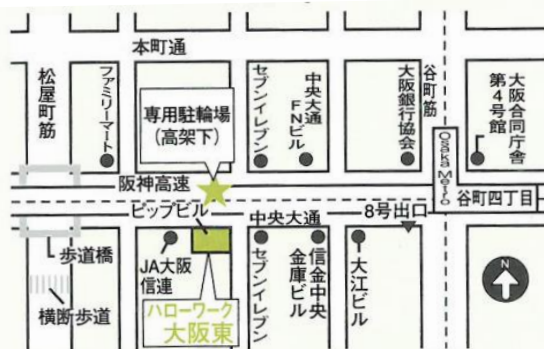 本町通
松屋町筋
ファミリーマート
専用駐輪場
(高架下)
セブンイレブン
中央大通
FNビル
大阪銀行協会
谷町筋
大阪合同庁舎
第4号館
Osaka Metro
阪神高速
谷町四丁目
ビップビル
中央大通
8号出口
歩道橋
JA大阪
信連
セブンイレブン
信金中央
金庫ビル
大江ビル
N
横断歩道
ハローワーク
大阪東